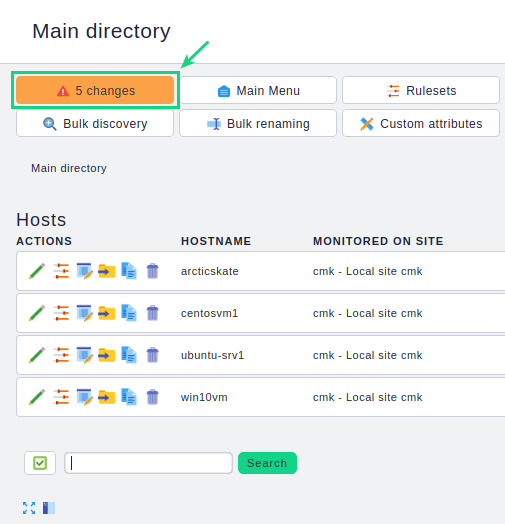 Main directory
5 changes
Main Menu
Rulesets
Bulk discovery
Bulk renaming
Custom attributes
Main directory
Hosts
ACTIONS HOSTNAME MONITORED ON SITE
arcticskate cmk - Local site cmk
centosvm1 cmk - Local site cmk
ubuntu-srv1 cmk - Local site cmk
win10vm cmk - Local site cmk
Search